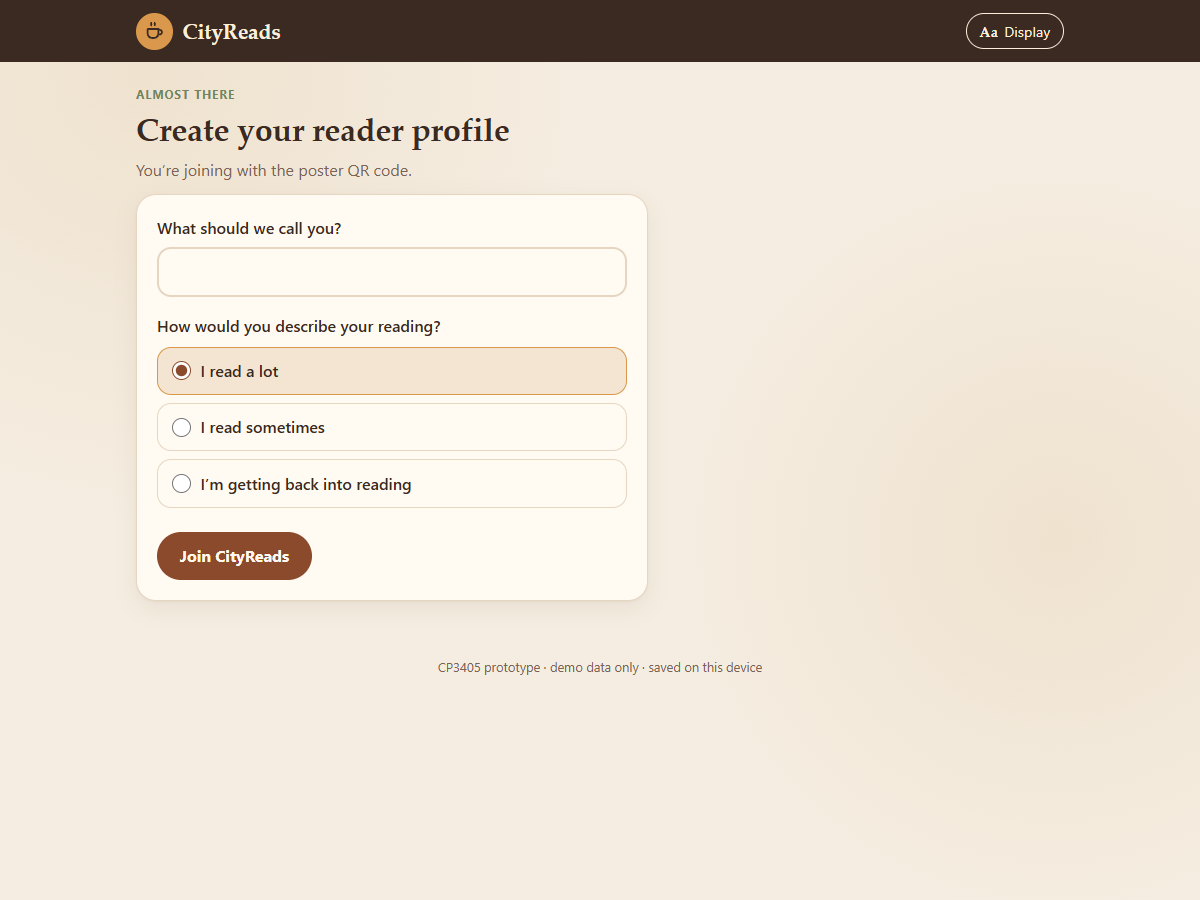 CityReads
Aa Display
ALMOST THERE
Create your reader profile
You’re joining with the poster QR code.
What should we call you?
How would you describe your reading?
I read a lot
I read sometimes
I’m getting back into reading
Join CityReads
CP3405 prototype · demo data only · saved on this device